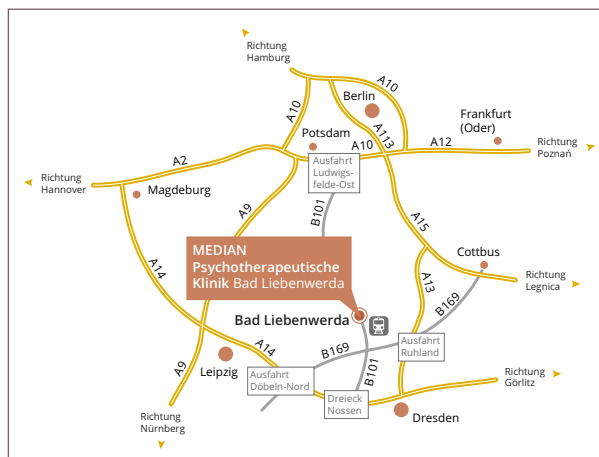 Richtung
Hamburg
A10
Berlin
A10
A113
Frankfurt
(Oder)
Potsdam
A10
A12
Richtung
Poznań
A2
Ausfahrt
Ludwigs-
felde-Ost
Richtung
Hannover
Magdeburg
A9
B101
A15
MEDIAN
Psychotherapeutische
Klinik Bad Liebenwerda
Cottbus
A14
A13
Richtung
Legnica
B169
Bad Liebenwerda
A14
B169
Ausfahrt
Ruhland
A9
Leipzig
B101
Ausfahrt
Döbeln-Nord
Richtung
Görlitz
Dreieck
Nossen
Dresden
Richtung
Nürnberg